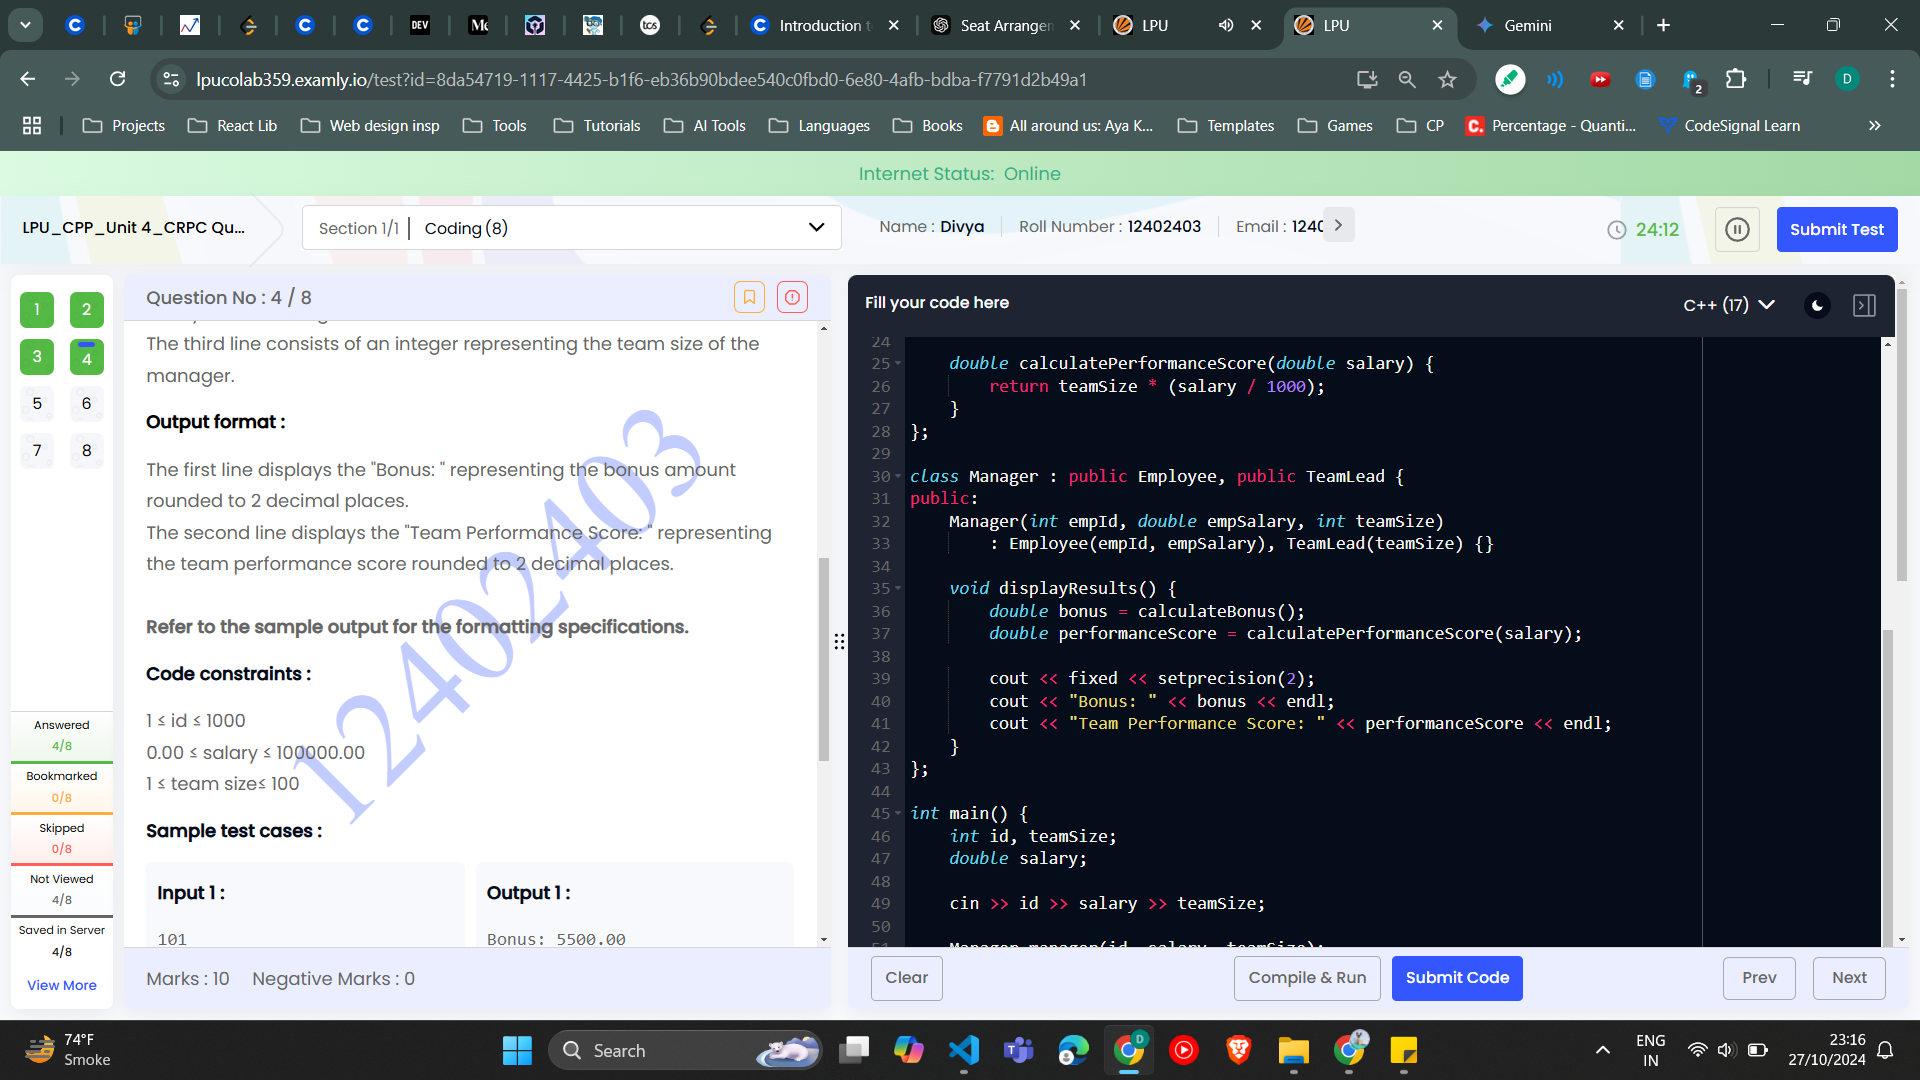 DEV
tcs
Introduction t
Seat Arrangen
LPU
LPU
Gemini
lpucolab359.examly.io/test?id=8da54719-1117-4425-b1f6-eb36b90bdee540c0fbd0-6e80-4afb-bdba-f7791d2b49a1
2
D
Projects
React Lib
Web design insp
Tools
Tutorials
AI Tools
Languages
Books
All around us: Aya K...
Templates
Games
CP
Percentage - Quanti...
CodeSignal Learn
Internet Status: Online
LPU_CPP_Unit 4_CRPC Qu...
Section 1/1 | Coding (8)
Name : Divya
Roll Number : 12402403
Email : 1240
24:12
Submit Test
1 2
3 4
5 6
7 8
Answered
4/8
Bookmarked
0/8
Skipped
0/8
Not Viewed
4/8
Saved in Server
4/8
View More
Question No : 4 / 8
The third line consists of an integer representing the team size of the
manager.
Output format :
The first line displays the "Bonus: " representing the bonus amount
rounded to 2 decimal places.
The second line displays the "Team Performance Score: " representing
the team performance score rounded to 2 decimal places.
Refer to the sample output for the formatting specifications.
Code constraints :
1 ≤ id ≤ 1000
0.00 ≤ salary ≤ 100000.00
1 ≤ team size≤ 100
Sample test cases :
Input 1 :
101
Output 1 :
Bonus: 5500.00
12402403
Marks : 10
Negative Marks : 0
Fill your code here
C++ (17)
24
25     double calculatePerformanceScore(double salary) {
26         return teamSize * (salary / 1000);
27     }
28 };
29
30 class Manager : public Employee, public TeamLead {
31 public:
32     Manager(int empId, double empSalary, int teamSize)
33         : Employee(empId, empSalary), TeamLead(teamSize) {}
34
35     void displayResults() {
36         double bonus = calculateBonus();
37         double performanceScore = calculatePerformanceScore(salary);
38
39         cout << fixed << setprecision(2);
40         cout << "Bonus: " << bonus << endl;
41         cout << "Team Performance Score: " << performanceScore << endl;
42     }
43 };
44
45 int main() {
46     int id, teamSize;
47     double salary;
48
49     cin >> id >> salary >> teamSize;
50
51     Manager manager(id, salary, teamSize);
Clear
Compile & Run
Submit Code
Prev
Next
74°F
Smoke
Search
D
ENG
IN
23:16
27/10/2024